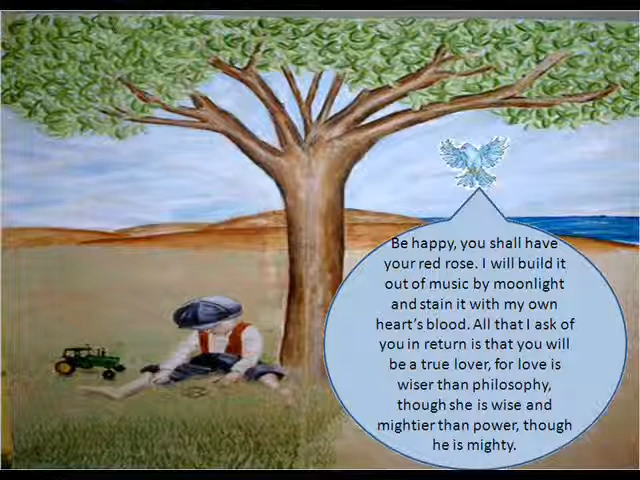 Be happy, you shall have
your red rose. I will build it
out of music by moonlight
and stain it with my own
heart's blood. All that I ask of
you in return is that you will
be a true lover, for love is
wiser than philosophy,
though she is wise and
mightier than power, though
he is mighty.